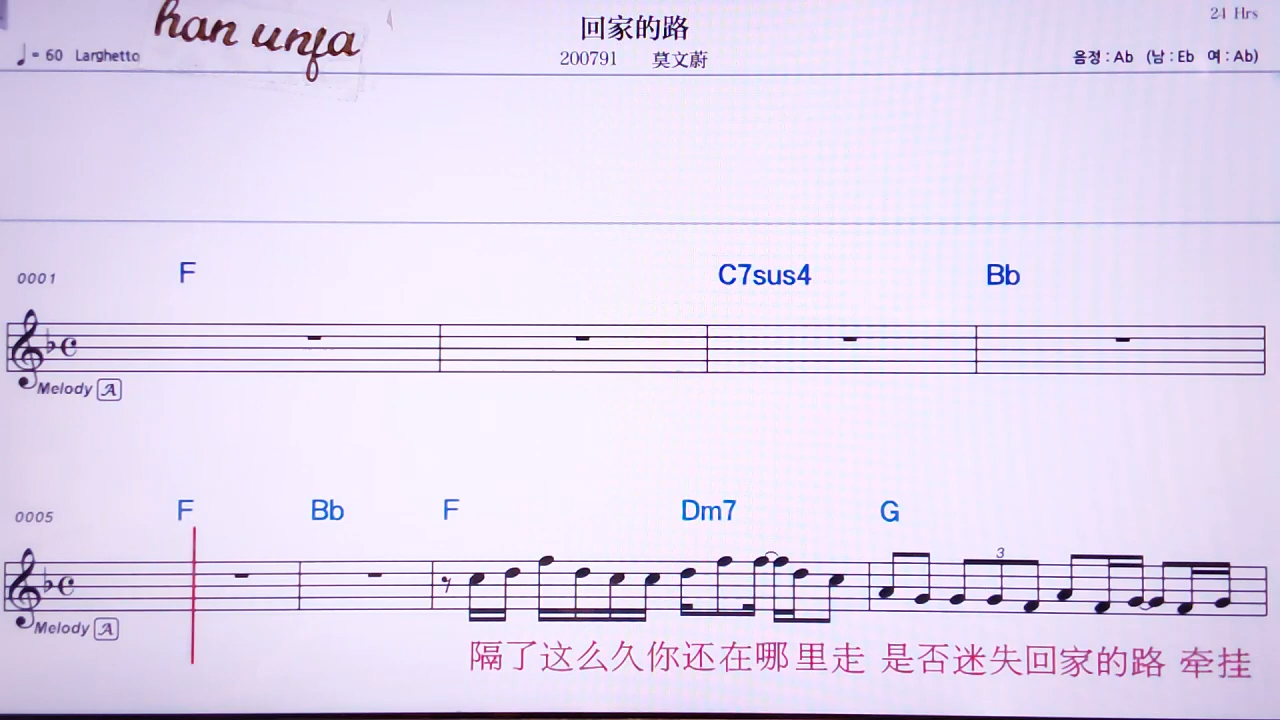 han unfa
回家的路
24 Hrs
= 60 Larghetto
200791 莫文蔚
음정 : Ab (남 : Eb 여 : Ab)
0001 F C7sus4 Bb
Melody A
0005 F Bb F Dm7 G
3
Melody A
隔了这么久你还在哪里走 是否迷失回家的路 牵挂